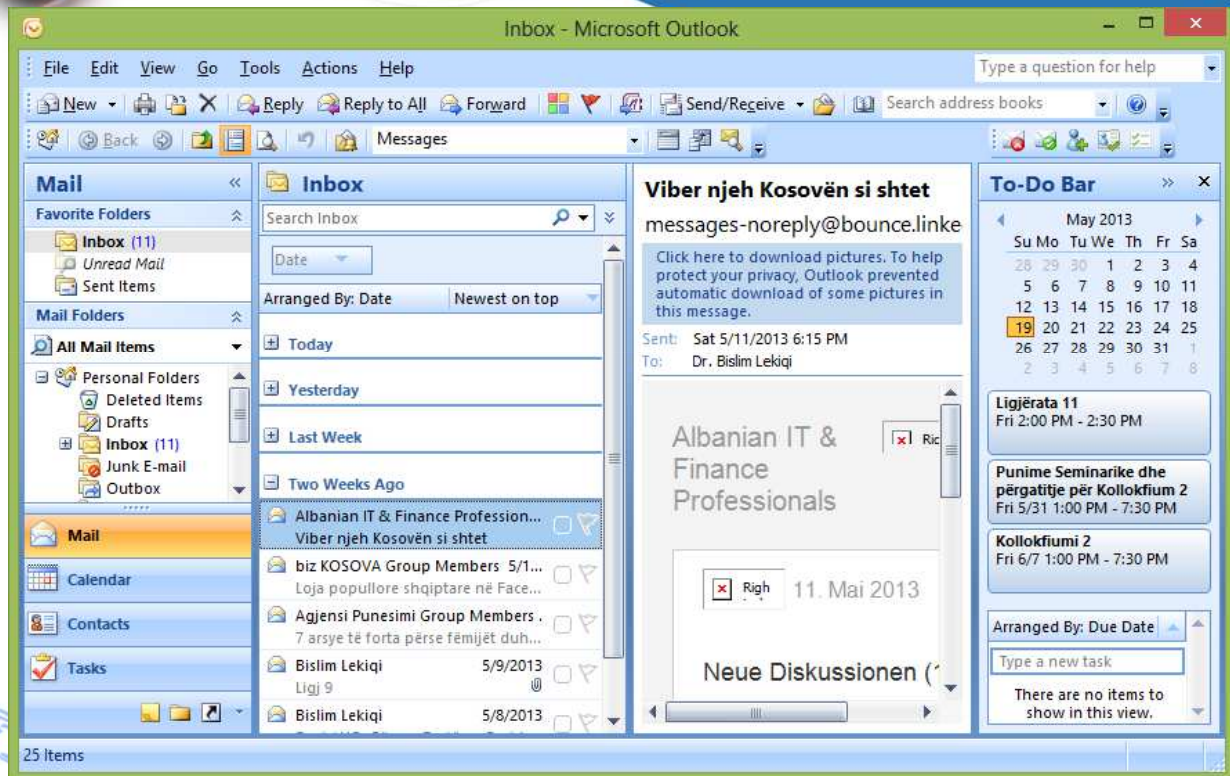 Inbox - Microsoft Outlook
File Edit View Go Tools Actions Help
Type a question for help
New Reply Reply to All Forward Send/Receive Search address books
Back Messages
Mail
Favorite Folders
Inbox (11)
Unread Mail
Sent Items
Mail Folders
All Mail Items
Personal Folders
Deleted Items
Drafts
Inbox (11)
Junk E-mail
Outbox
Mail
Calendar
Contacts
Tasks
25 Items
Inbox
Search Inbox
Date
Arranged By: Date Newest on top
Today
Yesterday
Last Week
Two Weeks Ago
Albanian IT & Finance Profession...
Viber njeh Kosovën si shtet
biz KOSOVA Group Members 5/1...
Loja popullore shqiptare në Face...
Agjensi Punesimi Group Members .
7 arsye të forta përse fëmijët duh...
Bislim Lekiqi 5/9/2013
Ligj 9
Bislim Lekiqi 5/8/2013
Viber njeh Kosovën si shtet
messages-noreply@bounce.linke
Click here to download pictures. To help
protect your privacy, Outlook prevented
automatic download of some pictures in
this message.
Sent: Sat 5/11/2013 6:15 PM
To: Dr. Bislim Lekiqi
Albanian IT &
Finance
Professionals
Ric
Righ
11. Mai 2013
Neue Diskussionen (
To-Do Bar
May 2013
Su Mo Tu We Th Fr Sa
28 29 30 1 2 3 4
5 6 7 8 9 10 11
12 13 14 15 16 17 18
19 20 21 22 23 24 25
26 27 28 29 30 31 1
2 3 4 5 6 7 8
Ligjërata 11
Fri 2:00 PM - 2:30 PM
Punime Seminarike dhe
përgatitje për Kollokfium 2
Fri 5/31 1:00 PM - 7:30 PM
Kollokfiumi 2
Fri 6/7 1:00 PM - 7:30 PM
Arranged By: Due Date
Type a new task
There are no items to
show in this view.